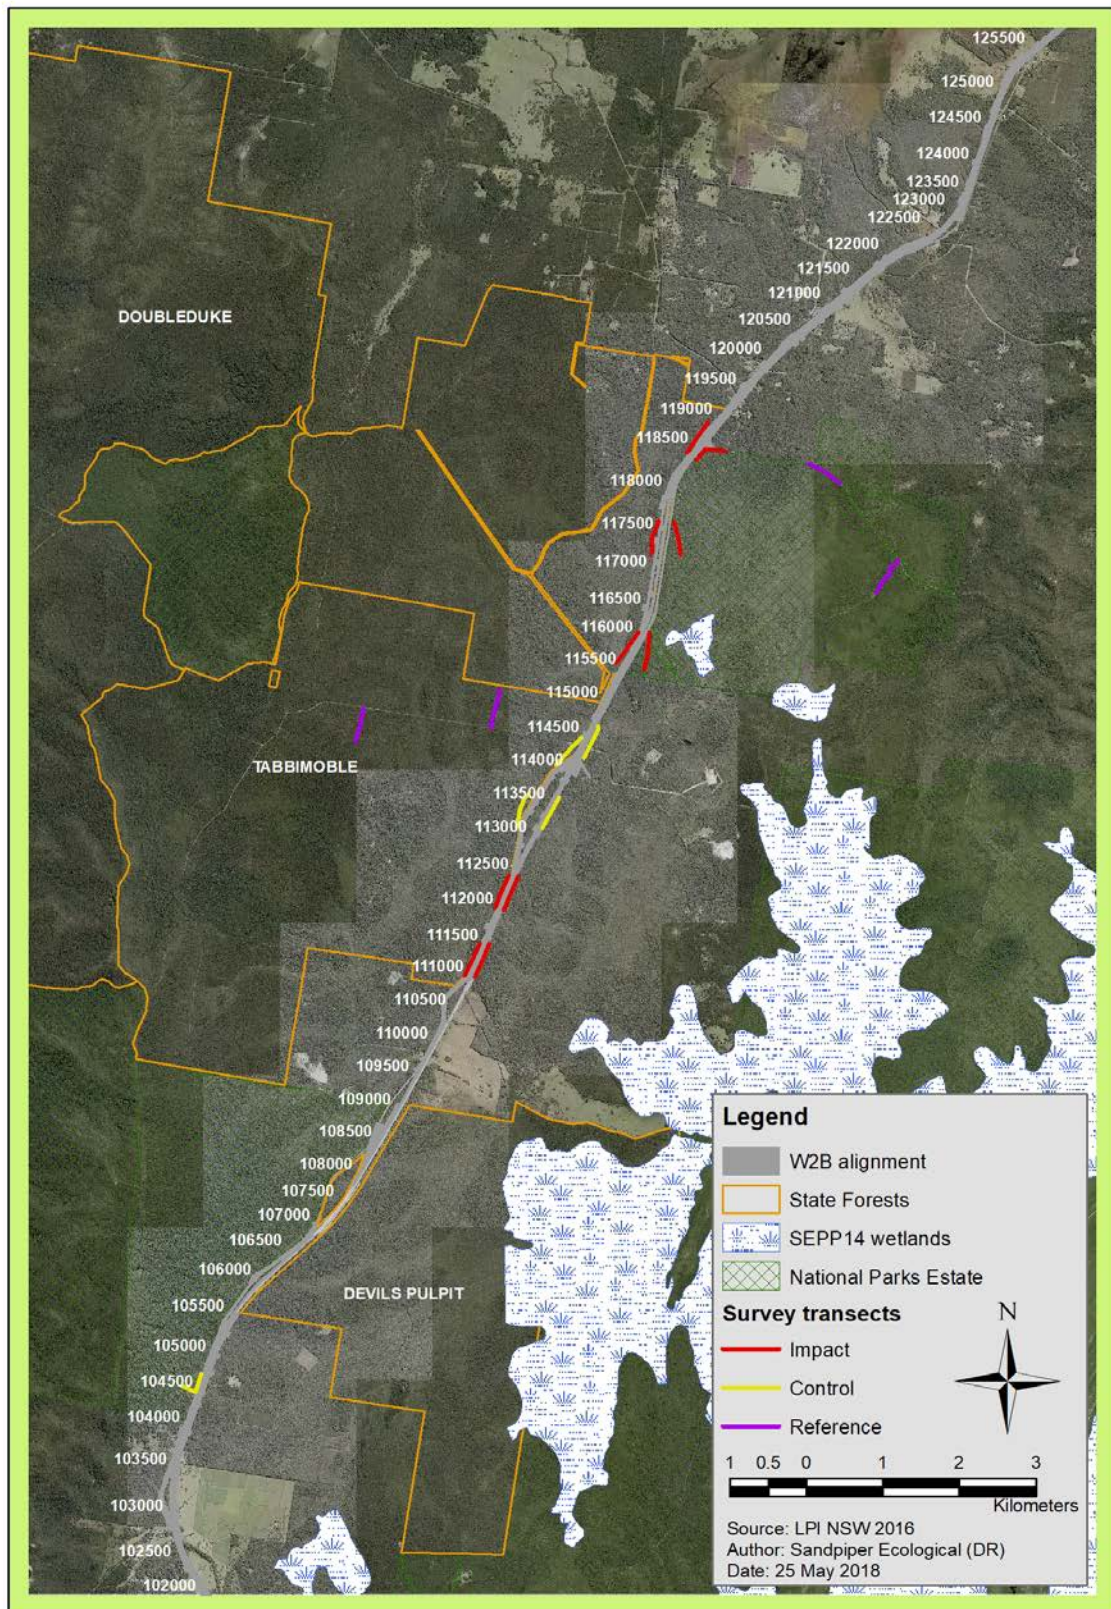 125500
125000
124500
124000
123500
123000
122500
122000
121500
121000
120500
120000
119500
119000
118500
118000
117500
117000
116500
116000
115500
115000
114500
114000
113500
113000
112500
112000
111500
111000
110500
110000
109500
109000
108500
108000
107500
107000
106500
106000
105500
105000
104500
104000
103500
103000
102500
102000
DOUBLEDUKE
TABBIMOBLE
DEVILS PULPIT
Legend
W2B alignment
State Forests
SEPP14 wetlands
National Parks Estate
Survey transects
N
Impact
Control
Reference
1 0.5 0 1 2 3
Kilometers
Source: LPI NSW 2016
Author: Sandpiper Ecological (DR)
Date: 25 May 2018